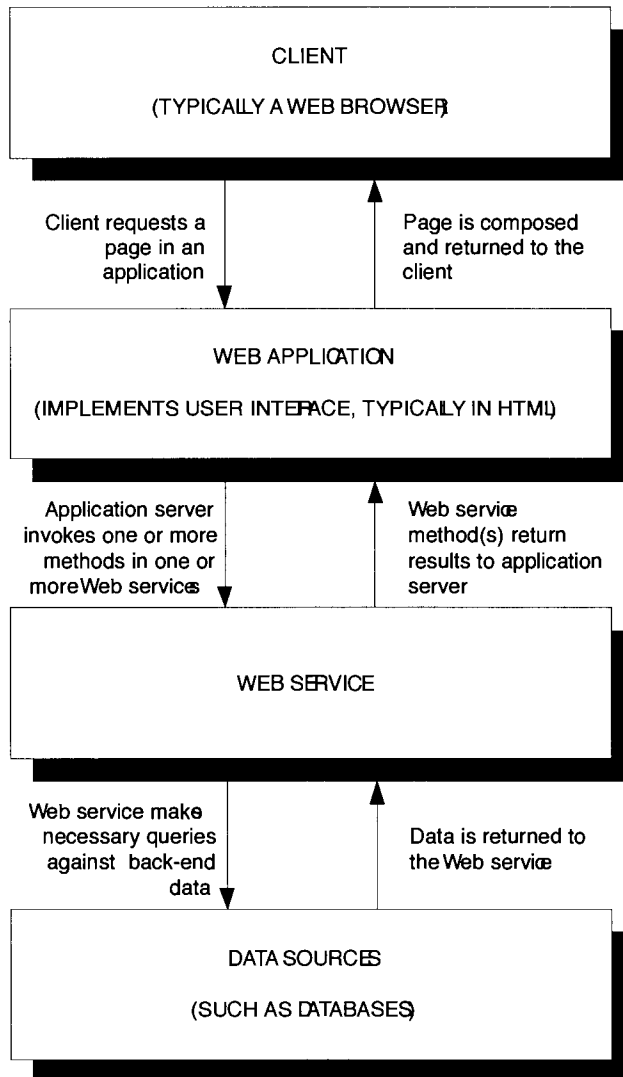 CLIENT
(TYPICALLY A WEB BROWSER)
Client requests a
page in an
application
Page is composed
and returned to the
client
WEB APPLICATION
(IMPLEMENTS USER INTERFACE, TYPICALLY IN HTML)
Application server
invokes one or more
methods in one or
more Web services
Web service
method(s) return
results to application
server
WEB SERVICE
Web service make
necessary queries
against back-end
data
Data is returned to
the Web service
DATA SOURCES
(SUCH AS DATABASES)